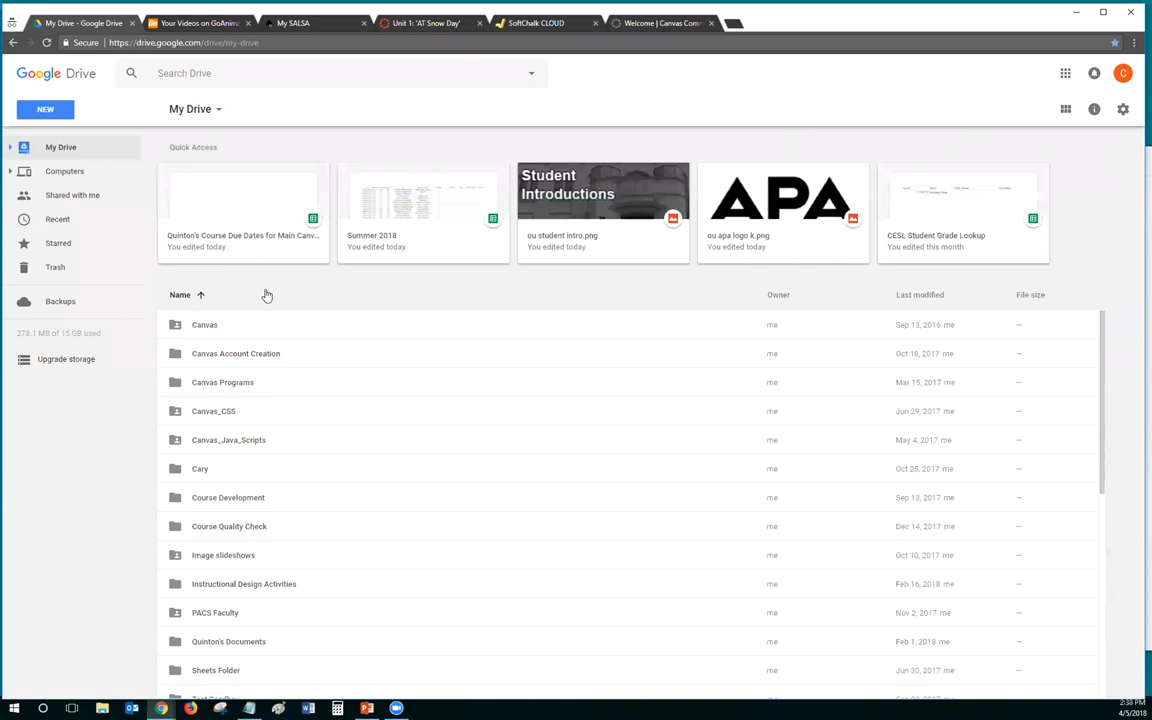 My Drive - Google Drive
Your Videos on GoAnim
My SALSA
Unit 1: 'AT Snow Day'
SoftChalk CLOUD
Welcome | Canvas Com
Secure https://drive.google.com/drive/my-drive
Google Drive
Search Drive
C
NEW
My Drive
My Drive
Computers
Shared with me
Recent
Starred
Trash
Backups
278.1 MB of 15 GB used
Upgrade storage
Quick Access
Student
Introductions
APA
Quinton's Course Due Dates for Main Canv...
You edited today
Summer 2018
You edited today
ou student intro.png
You edited today
ou apa logo k.png
You edited today
CESL Student Grade Lookup
You edited this month
Name Owner Last modified File size
Canvas me Sep 13, 2016 me –
Canvas Account Creation me Oct 18, 2017 me –
Canvas Programs me Mar 15, 2017 me –
Canvas_CSS me Jun 29, 2017 me –
Canvas_Java_Scripts me May 4, 2017 me –
Cary me Oct 25, 2017 me –
Course Development me Sep 13, 2017 me –
Course Quality Check me Dec 14, 2017 me –
Image slideshows me Oct 10, 2017 me –
Instructional Design Activities me Feb 16, 2018 me –
PACS Faculty me Nov 2, 2017 me –
Quinton's Documents me Feb 1, 2018 me –
Sheets Folder me Jun 30, 2017 me –
2:38 PM
4/5/2018